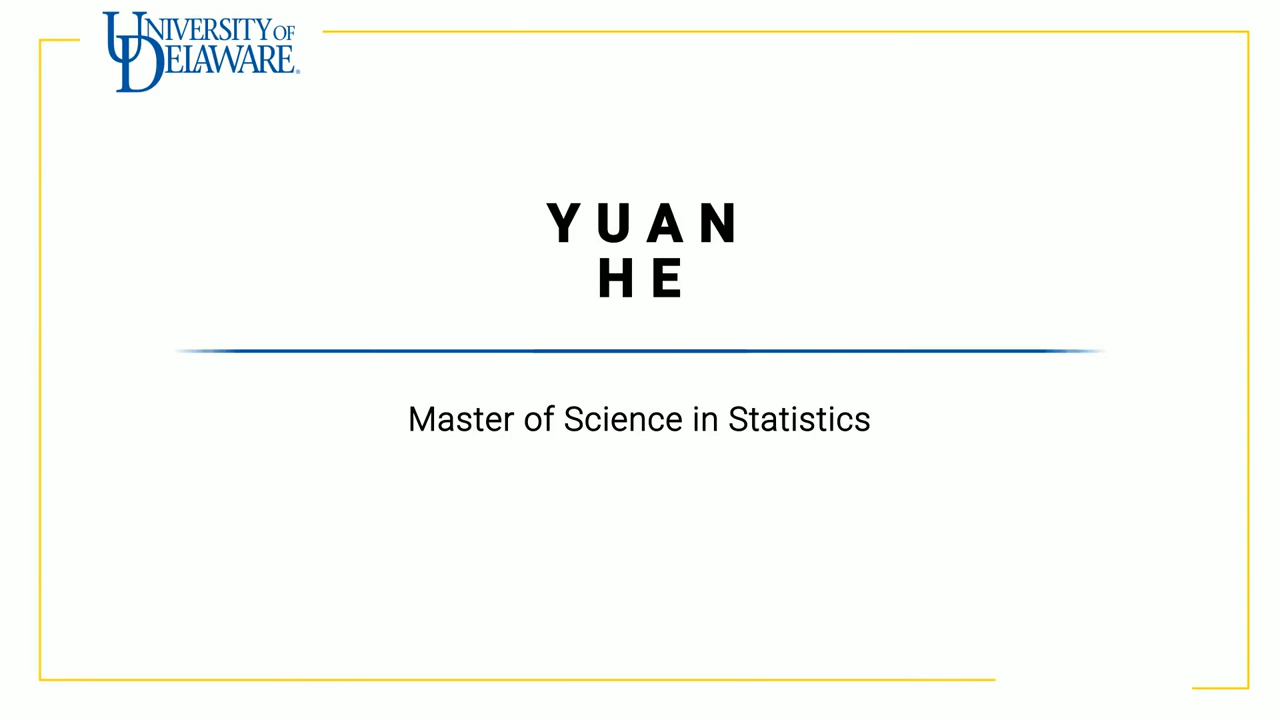 UNIVERSITY OF
DELAWARE®
YUAN
HE
Master of Science in Statistics